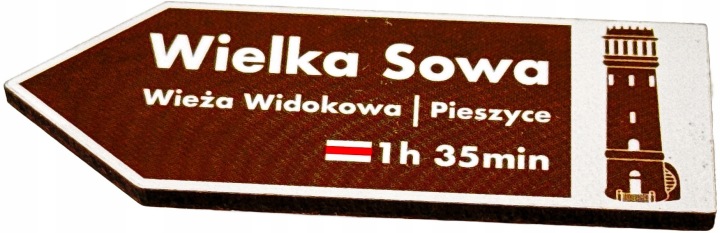 Wielka Sowa
Wieża Widokowa | Pieszyce
1h 35min